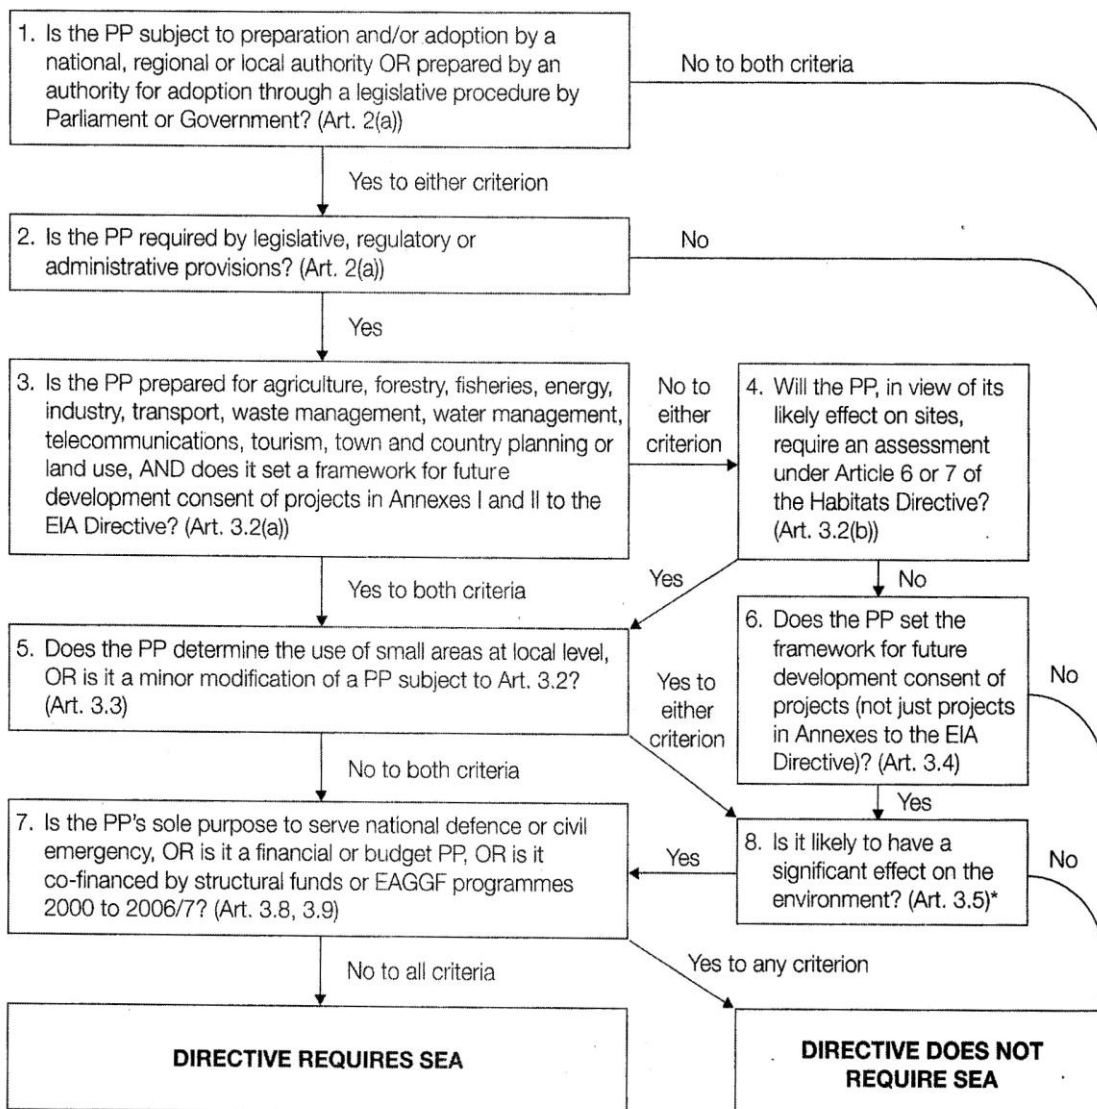 1. Is the PP subject to preparation and/or adoption by a
national, regional or local authority OR prepared by an
authority for adoption through a legislative procedure by
Parliament or Government? (Art. 2(a))
No to both criteria
Yes to either criterion
2. Is the PP required by legislative, regulatory or
administrative provisions? (Art. 2(a))
No
Yes
3. Is the PP prepared for agriculture, forestry, fisheries, energy,
industry, transport, waste management, water management,
telecommunications, tourism, town and country planning or
land use, AND does it set a framework for future
development consent of projects in Annexes I and II to the
EIA Directive? (Art. 3.2(a))
No to
either
criterion
4. Will the PP, in view of its
likely effect on sites,
require an assessment
under Article 6 or 7 of
the Habitats Directive?
(Art. 3.2(b))
Yes to both criteria
Yes
No
5. Does the PP determine the use of small areas at local level,
OR is it a minor modification of a PP subject to Art. 3.2?
(Art. 3.3)
Yes to
either
criterion
6. Does the PP set the
framework for future
development consent of
projects (not just projects
in Annexes to the EIA
Directive)? (Art. 3.4)
No
No to both criteria
Yes
7. Is the PP's sole purpose to serve national defence or civil
emergency, OR is it a financial or budget PP, OR is it
co-financed by structural funds or EAGGF programmes
2000 to 2006/7? (Art. 3.8, 3.9)
Yes
8. Is it likely to have a
significant effect on the
environment? (Art. 3.5)*
No
No to all criteria
Yes to any criterion
DIRECTIVE REQUIRES SEA
DIRECTIVE DOES NOT
REQUIRE SEA